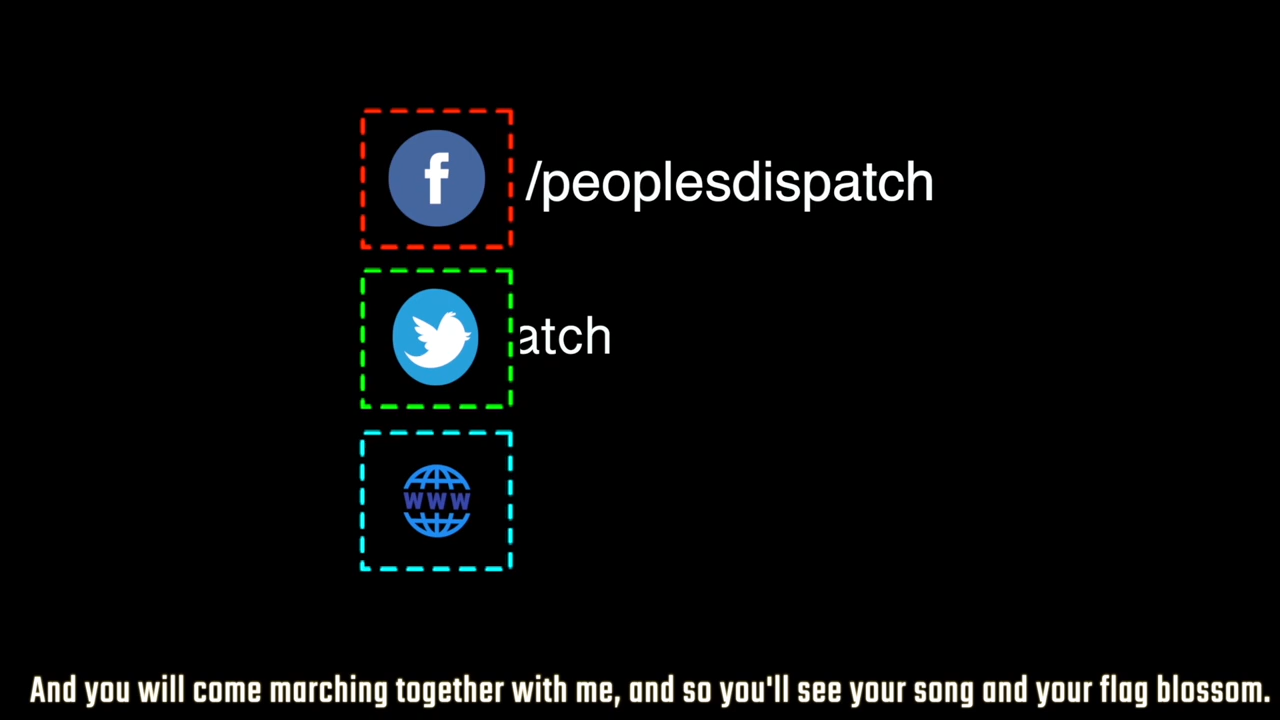 f
/peoplesdispatch
atch
WWW
And you will come marching together with me, and so you'll see your song and your flag blossom.